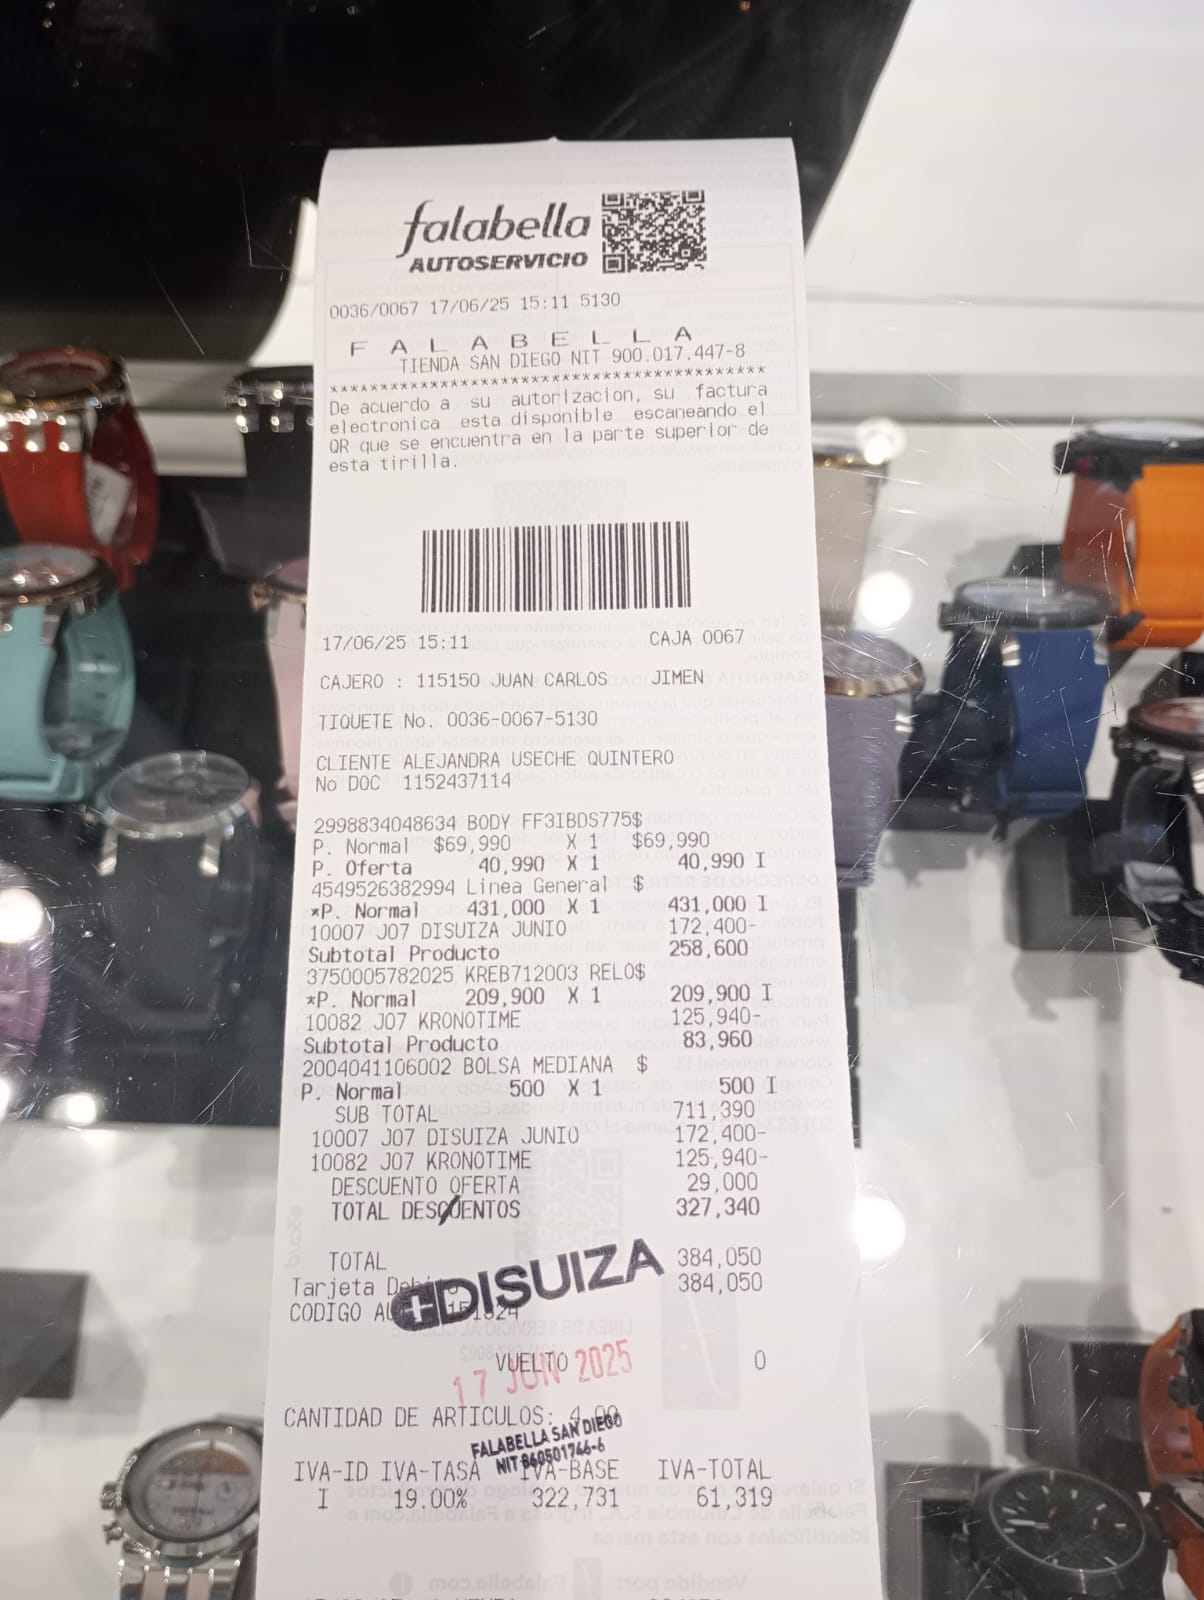 falabella
AUTOSERVICIO
0036/0067 17/06/25 15:11 5130
F A L A B E L L A
TIENDA SAN DIEGO NIT 900.017.447-8
******************************************
De acuerdo a su autorizacion, su factura
electronica esta disponible escaneando el
QR que se encuentra en la parte superior de
esta tirilla.
17/06/25 15:11 CAJA 0067
CAJERO : 115150 JUAN CARLOS JIMEN
TIQUETE No. 0036-0067-5130
CLIENTE ALEJANDRA USECHE QUINTERO
No DOC 1152437114
2998834048634 BODY FF3IBDS775$
P. Normal $69,990 X 1 $69,990
P. Oferta 40,990 X 1 40,990 I
4549526382994 Linea General $
*P. Normal 431,000 X 1 431,000 I
10007 J07 DISUIZA JUNIO 172,400-
Subtotal Producto 258,600
3750005782025 KREB712003 RELO$
*P. Normal 209,900 X 1 209,900 I
10082 J07 KRONOTIME 125,940-
Subtotal Producto 83,960
2004041106002 BOLSA MEDIANA $
P. Normal 500 X 1 500 I
SUB TOTAL 711,390
10007 J07 DISUIZA JUNIO 172,400-
10082 J07 KRONOTIME 125,940-
DESCUENTO OFERTA 29,000
TOTAL DESCUENTOS 327,340
TOTAL 384,050
Tarjeta 384,050
CODIGO
DISUIZA
VUELTO 0
17 JUN 2025
CANTIDAD DE ARTICULOS: 4.00
FALABELLA SAN DIEGO
NIT 860501746-6
IVA-ID IVA-TASA IVA-BASE IVA-TOTAL
I 19.00% 322,731 61,319